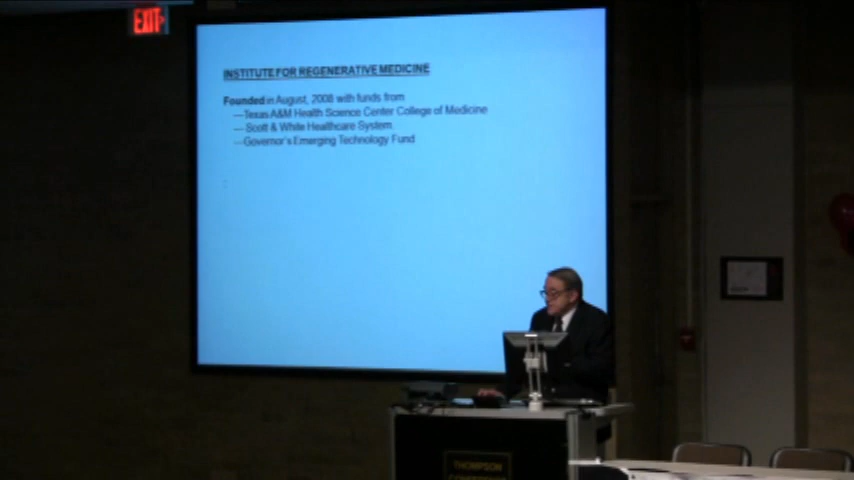 EXIT
INSTITUTE FOR REGENERATIVE MEDICINE
Founded in August, 2008 with funds from
—Texas A&M Health Science Center College of Medicine
— Scott & White Healthcare System
—Governor's Emerging Technology Fund
THOMPSON